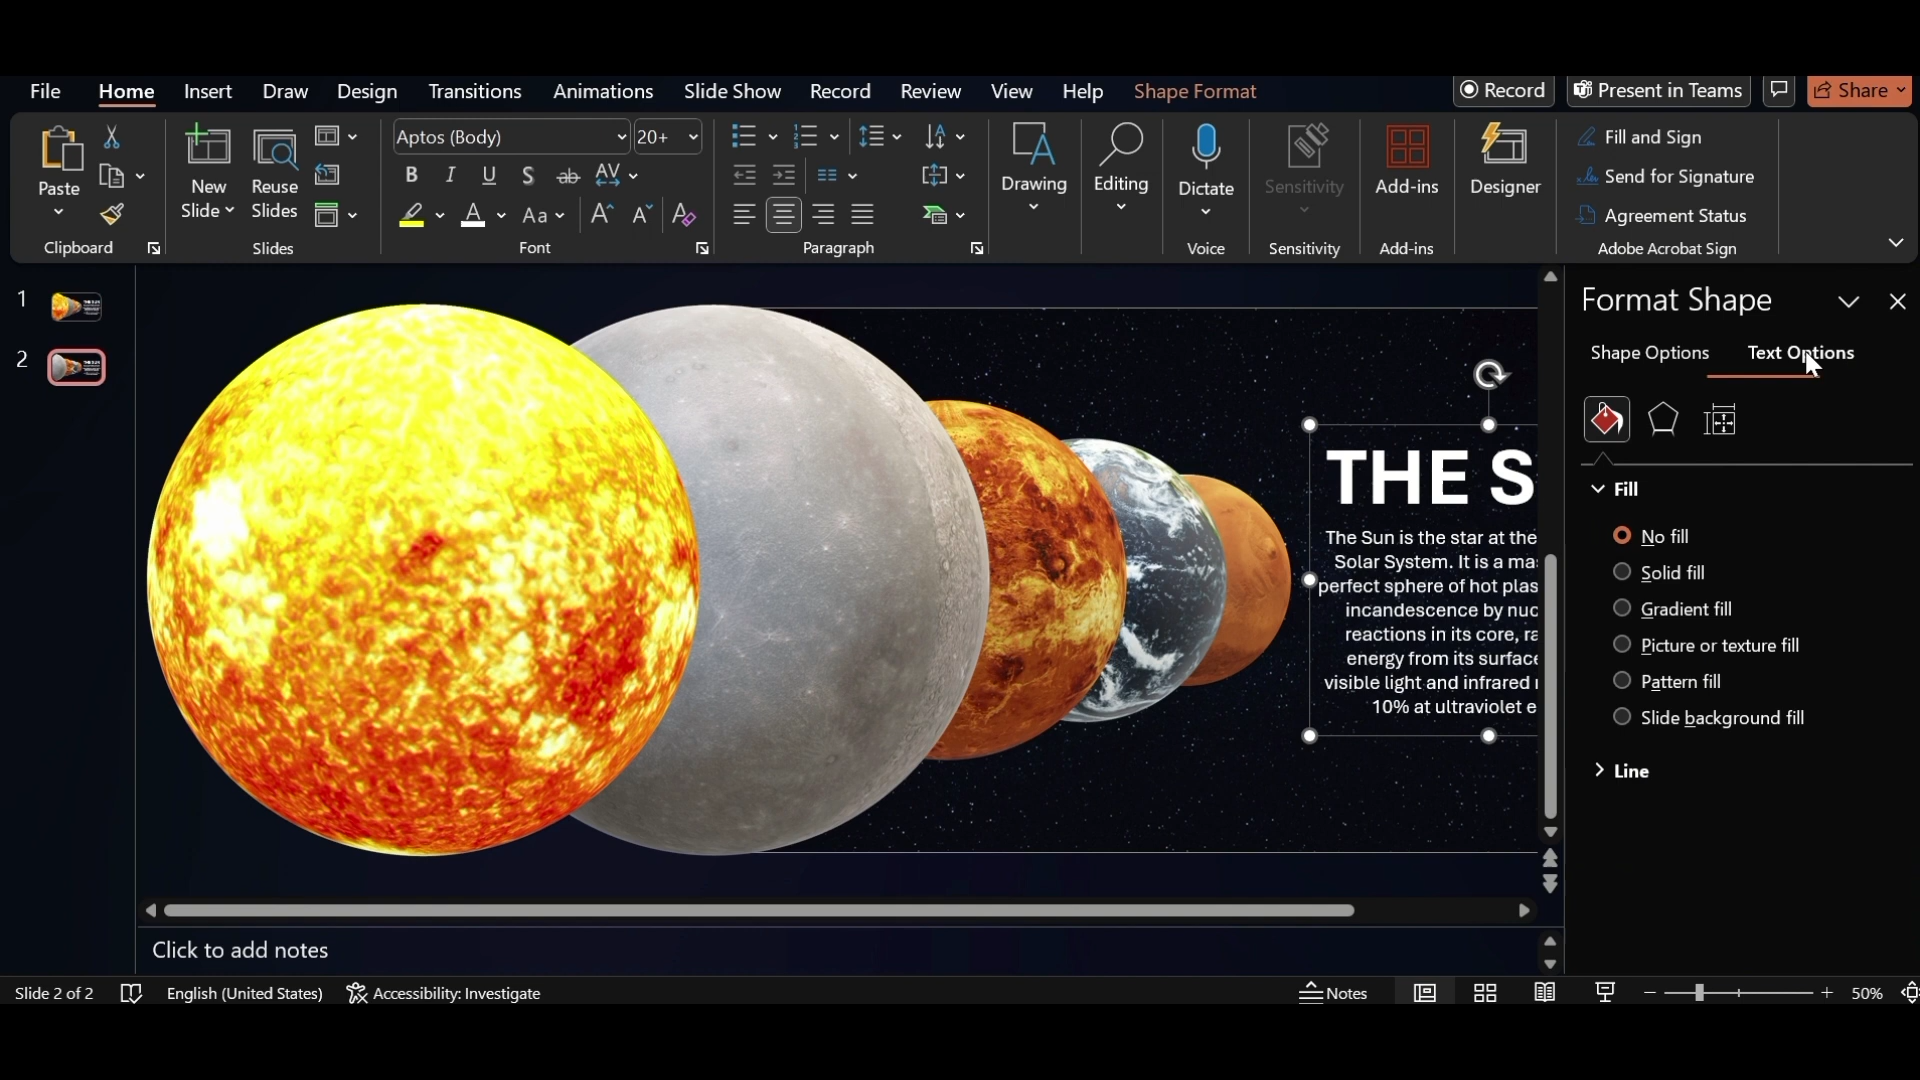 File Home Insert Draw Design Transitions Animations Slide Show Record Review View Help Shape Format Record Present in Teams Share
Paste
Clipboard
New
Slide
Reuse
Slides
Slides
Aptos (Body) 20+
B I U S ab AV
A Aa A A A
Font
Paragraph
Drawing
Editing
Dictate
Voice
Sensitivity
Sensitivity
Add-ins
Add-ins
Designer
Fill and Sign
Send for Signature
Agreement Status
Adobe Acrobat Sign
1
2
THE S
The Sun is the star at the
Solar System. It is a
perfect sphere of hot
incandescence by
reactions in its core,
energy from its
visible light and infrared
10% at ultraviolet
Format Shape
Shape Options Text Options
Fill
No fill
Solid fill
Gradient fill
Picture or texture fill
Pattern fill
Slide background fill
Line
Click to add notes
Slide 2 of 2 English (United States) Accessibility: Investigate Notes 50%